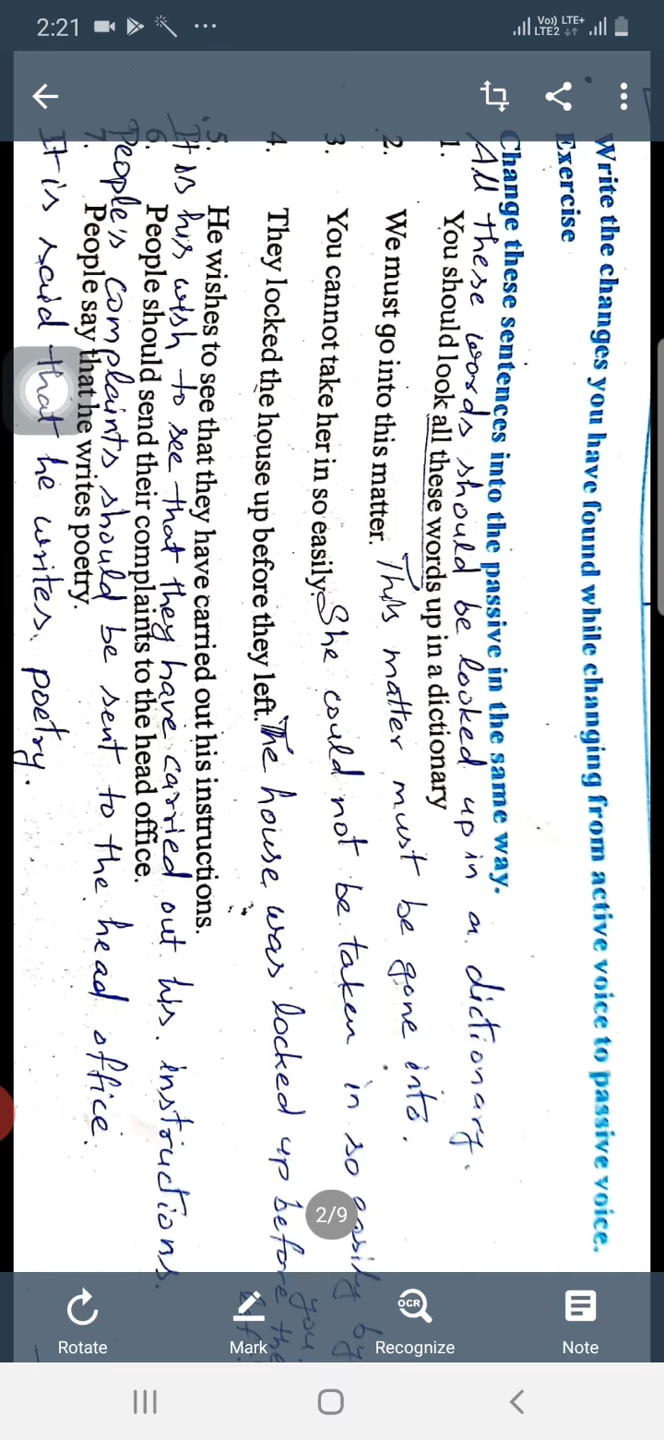 2:21
Vo) LTE+
LTE2
Write the changes you have found while changing from active voice to passive voice.
Exercise
Change these sentences into the passive in the same way.
All these words should be looked up in a dictionary.
1. You should look all these words up in a dictionary
2. We must go into this matter. This matter must be gone into.
3. You cannot take her in so easily. She could not be taken in so easily by
you
4. They locked the house up before they left. The house was locked up before the
5. He wishes to see that they have carried out his instructions.
It is his wish to see that they have carried out his instructions.
6. People should send their complaints to the head office.
People's complaints should be sent to the head office.
7. People say that he writes poetry.
It is said that he writes poetry.
2/9
OCR
Rotate
Mark
Recognize
Note